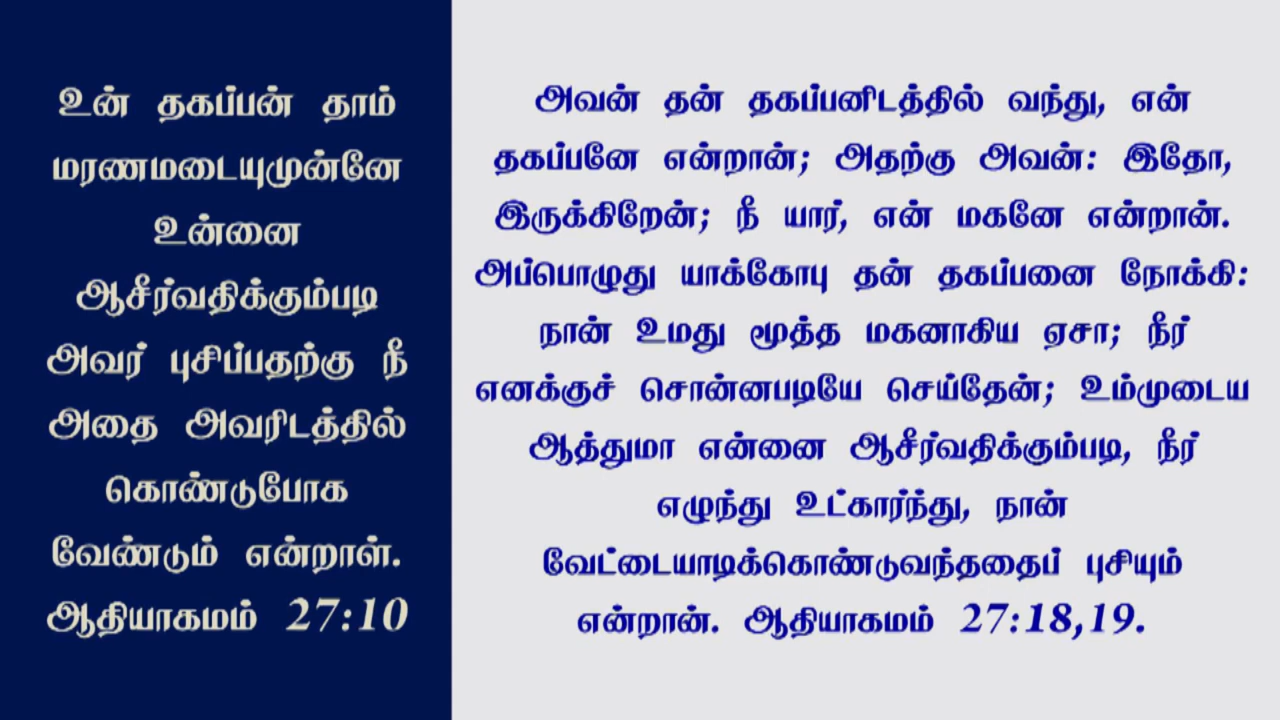 உன் தகப்பன் தாம்
மரணமடையுமுன்னே
உன்னை
ஆசீர்வதிக்கும்படி
அவர் புசிப்பதற்கு நீ
அதை அவரிடத்தில்
கொண்டுபோக
வேண்டும் என்றாள்.
ஆதியாகமம் 27:10
அவன் தன் தகப்பனிடத்தில் வந்து, என்
தகப்பனே என்றான்; அதற்கு அவன்: இதோ,
இருக்கிறேன்; நீ யார், என் மகனே என்றான்.
அப்பொழுது யாக்கோபு தன் தகப்பனை நோக்கி:
நான் உமது மூத்த மகனாகிய ஏசா; நீர்
எனக்குச் சொன்னபடியே செய்தேன்; உம்முடைய
ஆத்துமா என்னை ஆசீர்வதிக்கும்படி, நீர்
எழுந்து உட்கார்ந்து, நான்
வேட்டையாடிக்கொண்டுவந்ததைப் புசியும்
என்றான். ஆதியாகமம் 27:18,19.